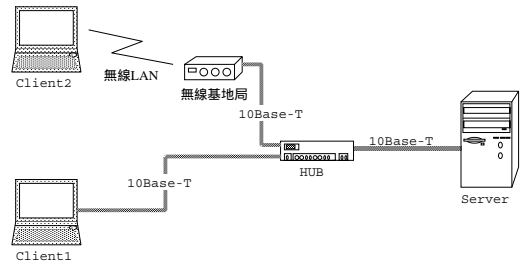 Client2
無線LAN
無線基地局
10Base-T
10Base-T
HUB
10Base-T
Server
Client1